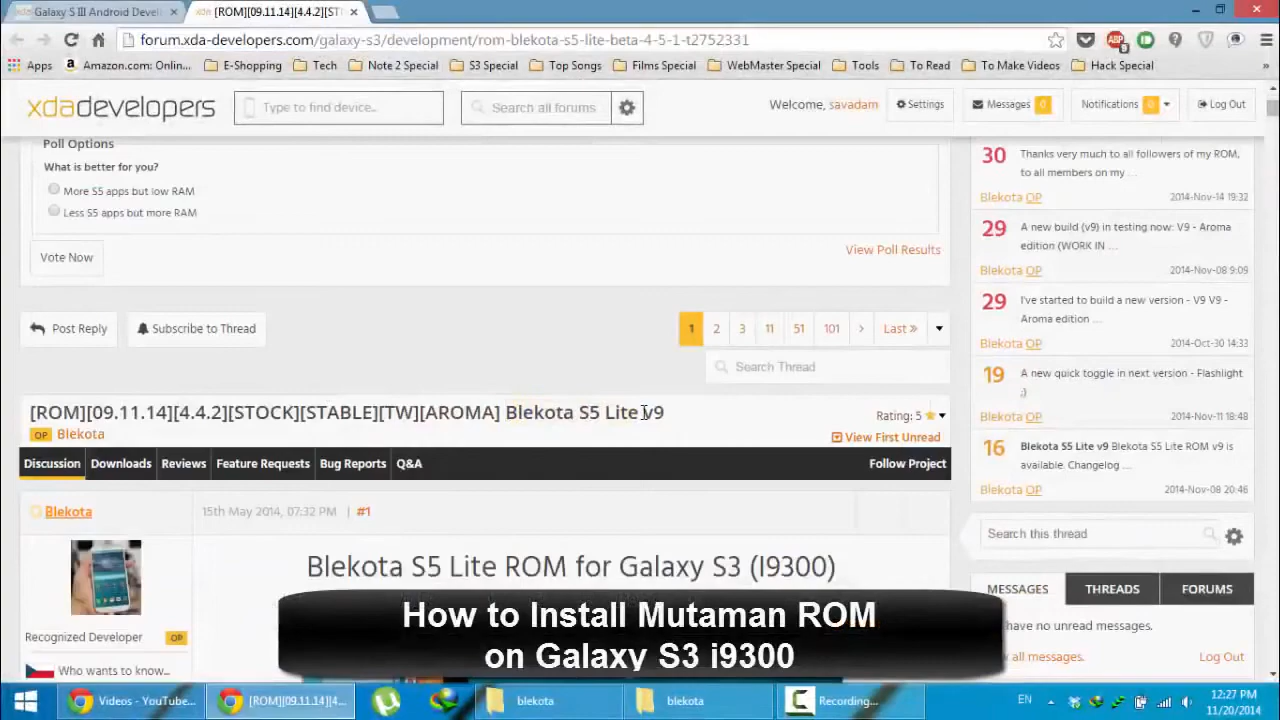 Galaxy S III Android Devel
[ROM][09.11.14][4.4.2][ST
forum.xda-developers.com/galaxy-s3/development/rom-blekota-s5-lite-beta-4-5-1-t2752331
Apps
Amazon.com: Onlin...
E-Shopping
Tech
Note 2 Special
S3 Special
Top Songs
Films Special
WebMaster Special
Tools
To Read
To Make Videos
Hack Special
»
xdadevelopers
Type to find device...
Search all forums
Welcome, savadam
Settings
Messages 0
Notifications 0
Log Out
Poll Options
What is better for you?
More S5 apps but low RAM
Less S5 apps but more RAM
Vote Now
View Poll Results
Post Reply
Subscribe to Thread
1 2 3 11 51 101 > Last »
Search Thread
[ROM][09.11.14][4.4.2][STOCK][STABLE][TW][AROMA] Blekota S5 Lite v9
OP Blekota
Rating: 5
View First Unread
Discussion Downloads Reviews Feature Requests Bug Reports Q&A Follow Project
Blekota
15th May 2014, 07:32 PM | #1
Recognized Developer OP
Who wants to know...
Blekota S5 Lite ROM for Galaxy S3 (I9300)
30 Thanks very much to all followers of my ROM,
to all members on my ...
Blekota OP 2014-Nov-14 19:32
29 A new build (v9) in testing now: V9 - Aroma
edition (WORK IN ...
Blekota OP 2014-Nov-08 9:09
29 I've started to build a new version - V9 V9 -
Aroma edition ...
Blekota OP 2014-Oct-30 14:33
19 A new quick toggle in next version - Flashlight
;)
Blekota OP 2014-Nov-11 18:48
16 Blekota S5 Lite v9 Blekota S5 Lite ROM v9 is
available. Changelog ...
Blekota OP 2014-Nov-08 20:46
Search this thread
MESSAGES THREADS FORUMS
have no unread messages.
all messages.
Log Out
How to Install Mutaman ROM
on Galaxy S3 i9300
Videos - YouTube...
[ROM][09.11.14][4...
blekota
blekota
Recording...
EN
12:27 PM
11/20/2014